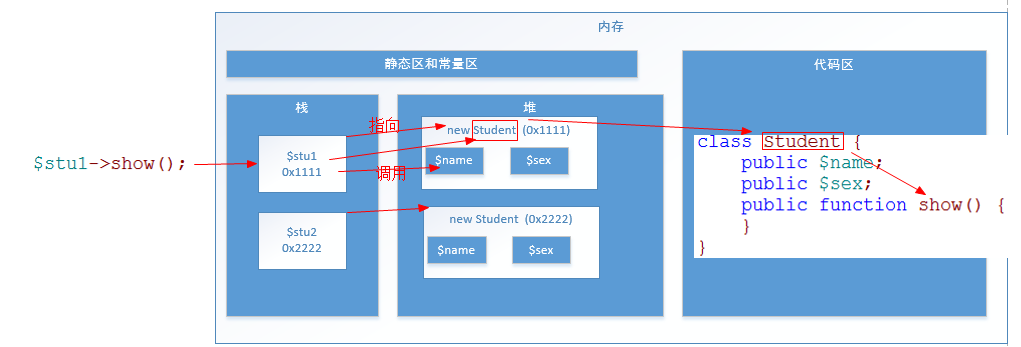 内存
静态区和常量区
代码区
栈
堆
指向
new Student (0x1111)
$stu1->show();
$stu1
0x1111
$name
$sex
调用
class Student {
public $name;
public $sex;
public function show() {
}
}
$stu2
0x2222
new Student (0x2222)
$name
$sex